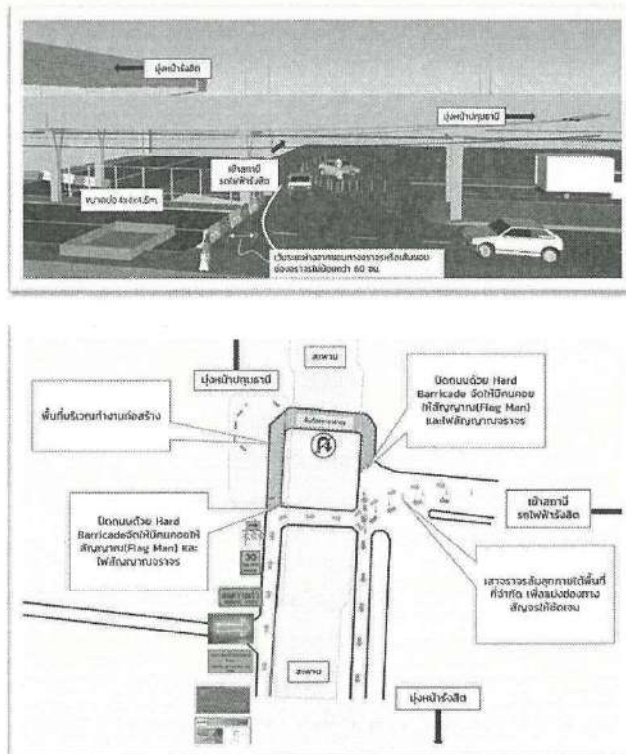 มุ่งหน้ารังสิต
มุ่งหน้าปทุมธานี
เข้าสถานี
รถไฟฟ้ารังสิต
ขนาดบ่อ 4x4x4.5m.
เว้นระยะห่างจากขอบทางจราจรหรือเส้นขอบ
ช่องจราจรไม่น้อยกว่า 60 ซม.
สะพาน
มุ่งหน้าปทุมธานี
ปิดถนนด้วย Hard
Barricade จัดให้มีคนคอย
ให้สัญญาณ(Flag Man)
และไฟสัญญาณจราจร
พื้นที่บริเวณทำงานก่อสร้าง
เข้าสถานี
รถไฟฟ้ารังสิต
ปิดถนนด้วย Hard
Barricadeจัดให้มีคนคอยให้
สัญญาณ(Flag Man) และ
ไฟสัญญาณจราจร
30
เสาจราจรล้มลุกภายใต้พื้นที่
ที่จำกัด เพื่อแบ่งช่องทาง
สัญจรให้ชัดเจน
สะพาน
มุ่งหน้ารังสิต